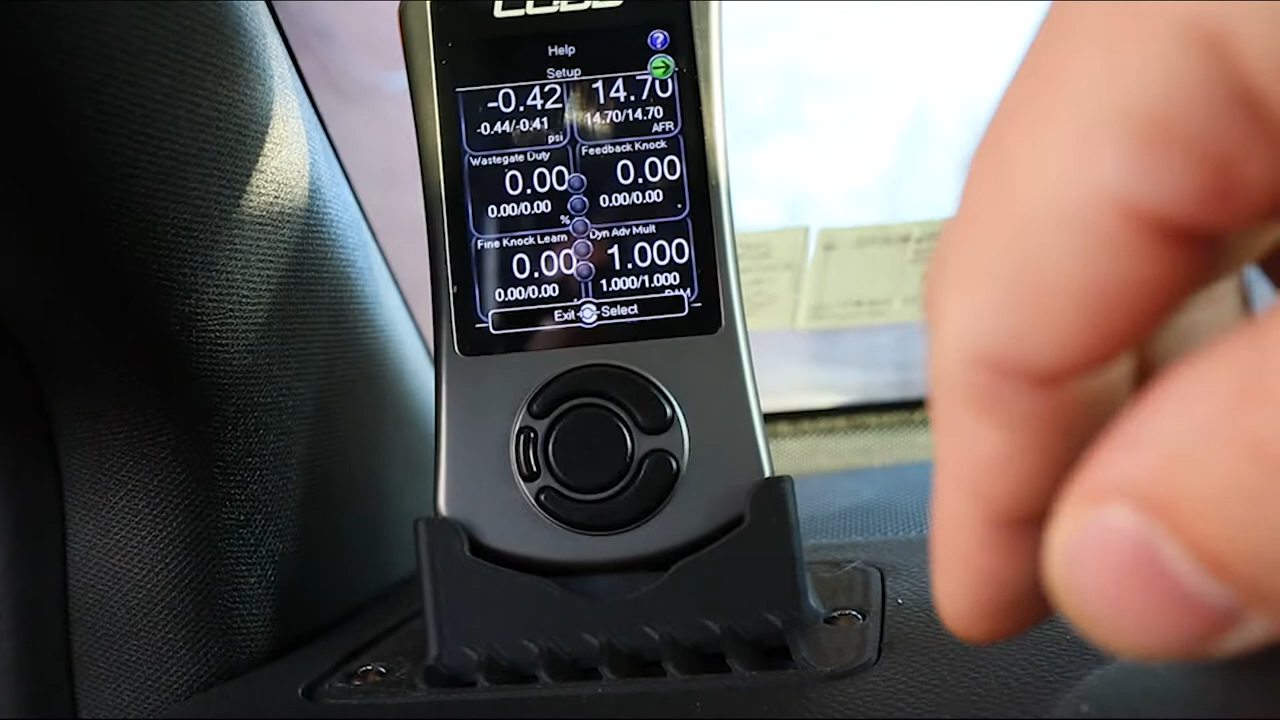 COBB
Help
?
Setup
-0.42
-0.44/-0.41
psi
14.70
14.70/14.70
AFR
Wastegate Duty
0.00
0.00/0.00
%
Feedback Knock
0.00
0.00/0.00
Fine Knock Learn
0.00
0.00/0.00
Dyn Adv Mult
1.000
1.000/1.000
DAM
Exit
Select